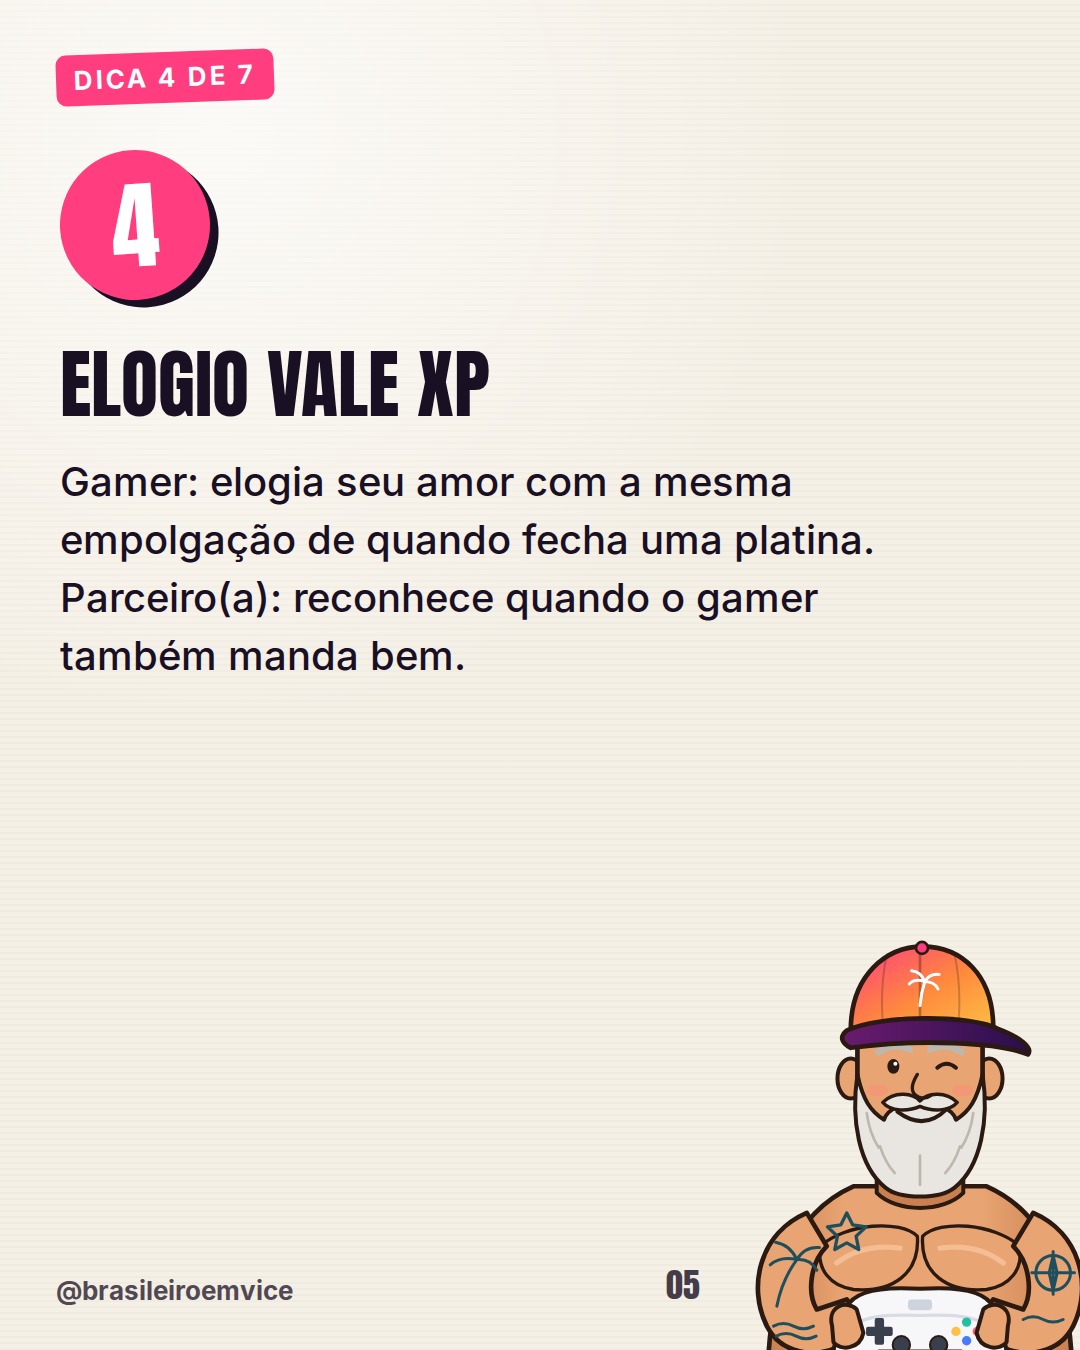 DICA 4 DE 7
4
ELOGIO VALE XP
Gamer: elogia seu amor com a mesma
empolgação de quando fecha uma platina.
Parceiro(a): reconhece quando o gamer
também manda bem.
@brasileiroemvice
05